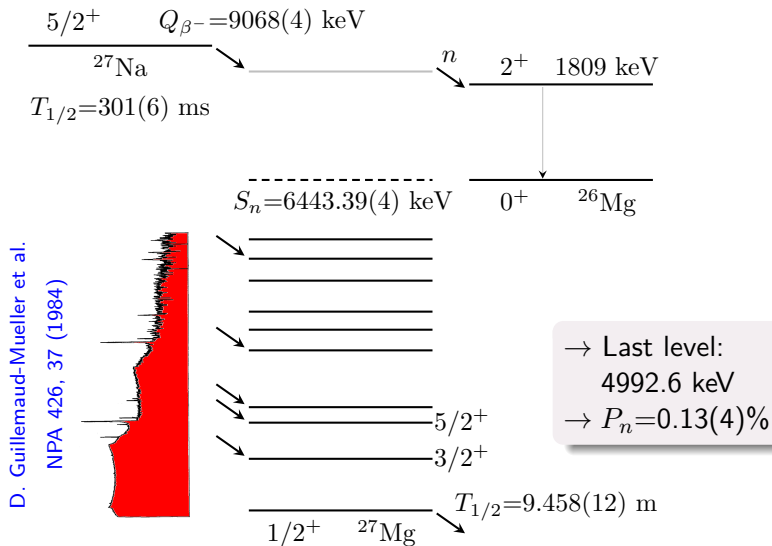 5/2⁺ Q_β⁻=9068(4) keV
²⁷Na
T₁/₂=301(6) ms
n
2⁺ 1809 keV
Sₙ=6443.39(4) keV
0⁺ ²⁶Mg
D. Guillemaud-Mueller et al.
NPA 426, 37 (1984)
→ Last level:
4992.6 keV
→ Pₙ=0.13(4)%
5/2⁺
3/2⁺
T₁/₂=9.458(12) m
1/2⁺ ²⁷Mg